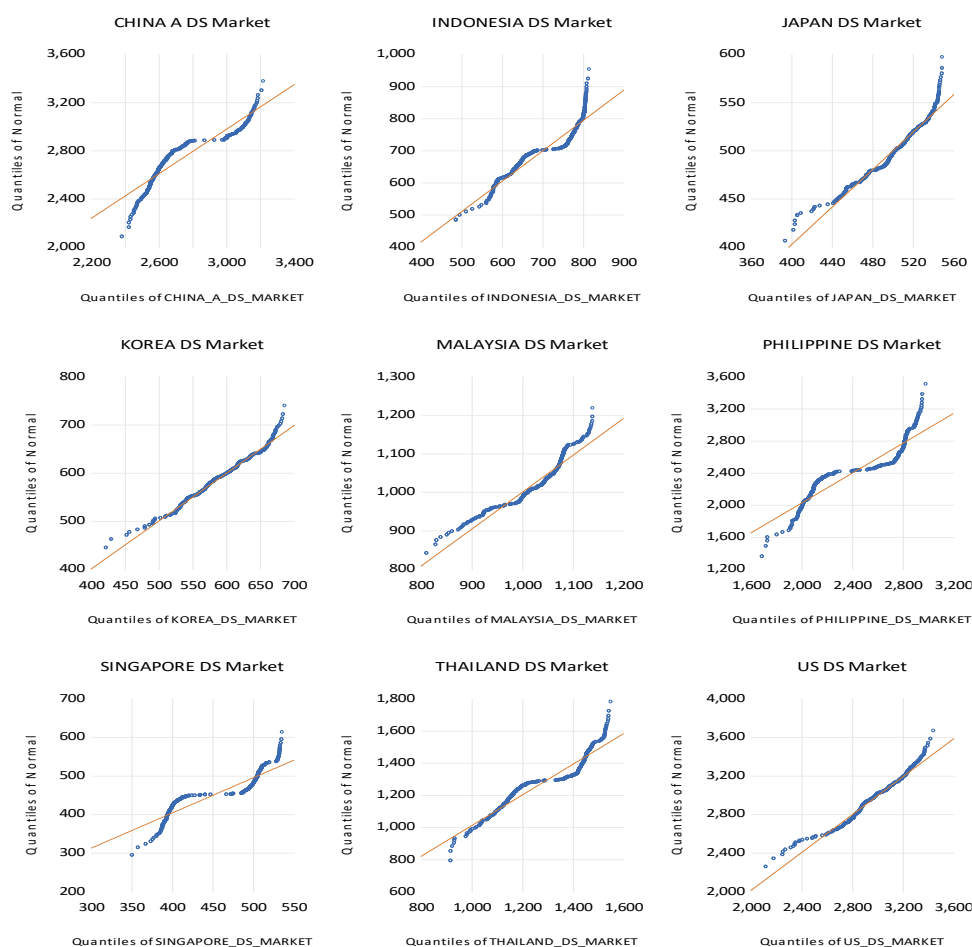 CHINA A DS Market
INDONESIA DS Market
JAPAN DS Market
3,600
3,200
2,800
2,400
2,000
Quantiles of Normal
2,200 2,600 3,000 3,400
Quantiles of CHINA_A_DS_MARKET
1,000
900
800
700
600
500
400
Quantiles of Normal
400 500 600 700 800 900
Quantiles of INDONESIA_DS_MARKET
600
550
500
450
400
Quantiles of Normal
360 400 440 480 520 560
Quantiles of JAPAN_DS_MARKET
KOREA DS Market
MALAYSIA DS Market
PHILIPPINE DS Market
800
700
600
500
400
Quantiles of Normal
400 450 500 550 600 650 700
Quantiles of KOREA_DS_MARKET
1,300
1,200
1,100
1,000
900
800
Quantiles of Normal
800 900 1,000 1,100 1,200
Quantiles of MALAYSIA_DS_MARKET
3,600
3,200
2,800
2,400
2,000
1,600
1,200
Quantiles of Normal
1,600 2,000 2,400 2,800 3,200
Quantiles of PHILIPPINE_DS_MARKET
SINGAPORE DS Market
THAILAND DS Market
US DS Market
700
600
500
400
300
200
Quantiles of Normal
300 350 400 450 500 550
Quantiles of SINGAPORE_DS_MARKET
1,800
1,600
1,400
1,200
1,000
800
600
Quantiles of Normal
800 1,000 1,200 1,400 1,600
Quantiles of THAILAND_DS_MARKET
4,000
3,600
3,200
2,800
2,400
2,000
Quantiles of Normal
2,000 2,400 2,800 3,200 3,600
Quantiles of US_DS_MARKET